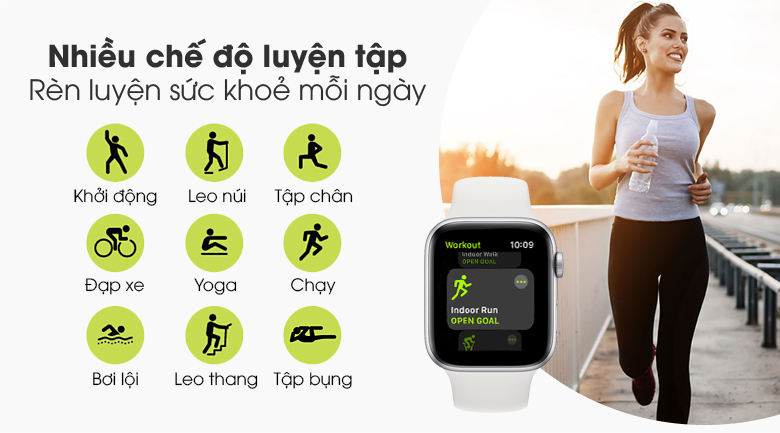 Nhiều chế độ luyện tập
Rèn luyện sức khoẻ mỗi ngày
Khởi động
Leo núi
Tập chân
Đạp xe
Yoga
Chạy
Bơi lội
Leo thang
Tập bụng
Workout 10:09
Indoor Walk
OPEN GOAL
Indoor Run
OPEN GOAL